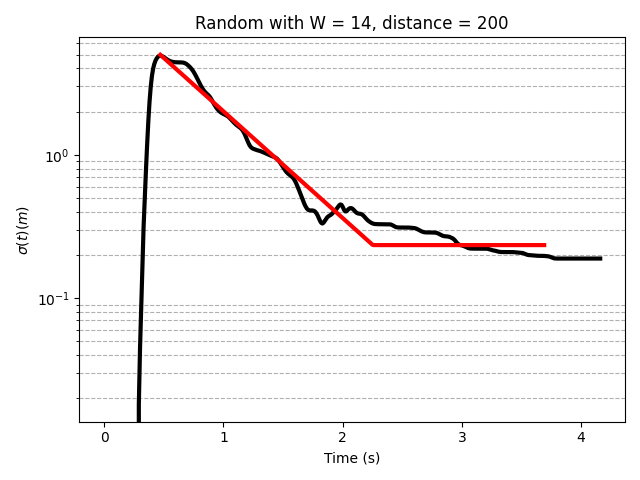 Random with W = 14, distance = 200
σ(t)(m)
10⁰
10⁻¹
0 1 2 3 4
Time (s)